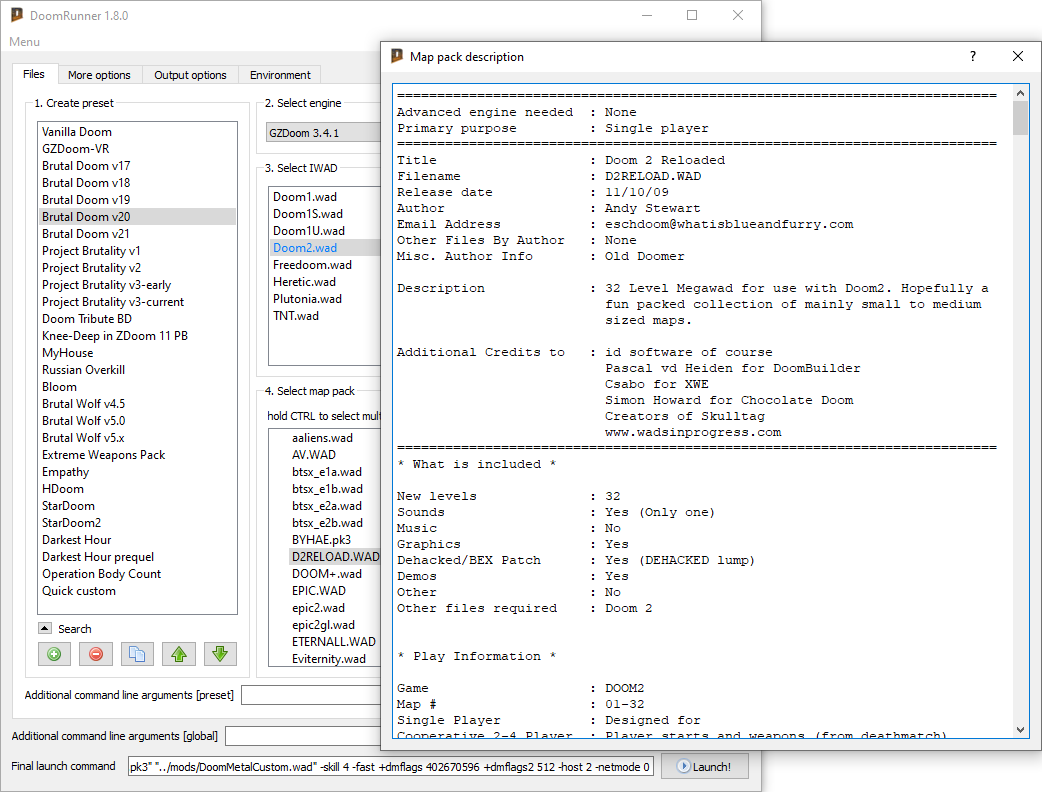 DoomRunner 1.8.0
Menu
Files
More options
Output options
Environment
1. Create preset
Vanilla Doom
GZDoom-VR
Brutal Doom v17
Brutal Doom v18
Brutal Doom v19
Brutal Doom v20
Brutal Doom v21
Project Brutality v1
Project Brutality v2
Project Brutality v3-early
Project Brutality v3-current
Doom Tribute BD
Knee-Deep in ZDoom 11 PB
MyHouse
Russian Overkill
Bloom
Brutal Wolf v4.5
Brutal Wolf v5.0
Brutal Wolf v5.x
Extreme Weapons Pack
Empathy
HDoom
StarDoom
StarDoom2
Darkest Hour
Darkest Hour prequel
Operation Body Count
Quick custom
Search
2. Select engine
GZDoom 3.4.1
3. Select IWAD
Doom1.wad
Doom1S.wad
Doom1U.wad
Doom2.wad
Freedoom.wad
Heretic.wad
Plutonia.wad
TNT.wad
4. Select map pack
hold CTRL to select mul
aaliens.wad
AV.WAD
btsx_e1a.wad
btsx_e1b.wad
btsx_e2a.wad
btsx_e2b.wad
BYHAE.pk3
D2RELOAD.WAD
DOOM+.wad
EPIC.WAD
epic2.wad
epic2gl.wad
ETERNALL.WAD
Eviternity.wad
Additional command line arguments [preset]
Additional command line arguments [global]
Final launch command pk3" "../mods/DoomMetalCustom.wad" -skill 4 -fast +dmflags 402670596 +dmflags2 512 -host 2 -netmode 0
Launch!
Map pack description
?
===========================================================================
Advanced engine needed : None
Primary purpose : Single player
===========================================================================
Title : Doom 2 Reloaded
Filename : D2RELOAD.WAD
Release date : 11/10/09
Author : Andy Stewart
Email Address : eschdoom@whatisblueandfurry.com
Other Files By Author : None
Misc. Author Info : Old Doomer
Description : 32 Level Megawad for use with Doom2. Hopefully a
fun packed collection of mainly small to medium
sized maps.
Additional Credits to : id software of course
Pascal vd Heiden for DoomBuilder
Csabo for XWE
Simon Howard for Chocolate Doom
Creators of Skulltag
www.wadsinprogress.com
===========================================================================
* What is included *
New levels : 32
Sounds : Yes (Only one)
Music : No
Graphics : Yes
Dehacked/BEX Patch : Yes (DEHACKED lump)
Demos : Yes
Other : No
Other files required : Doom 2
* Play Information *
Game : DOOM2
Map # : 01-32
Single Player : Designed for
Cooperative 2-4 Player : Player starts and weapons (from deathmatch)